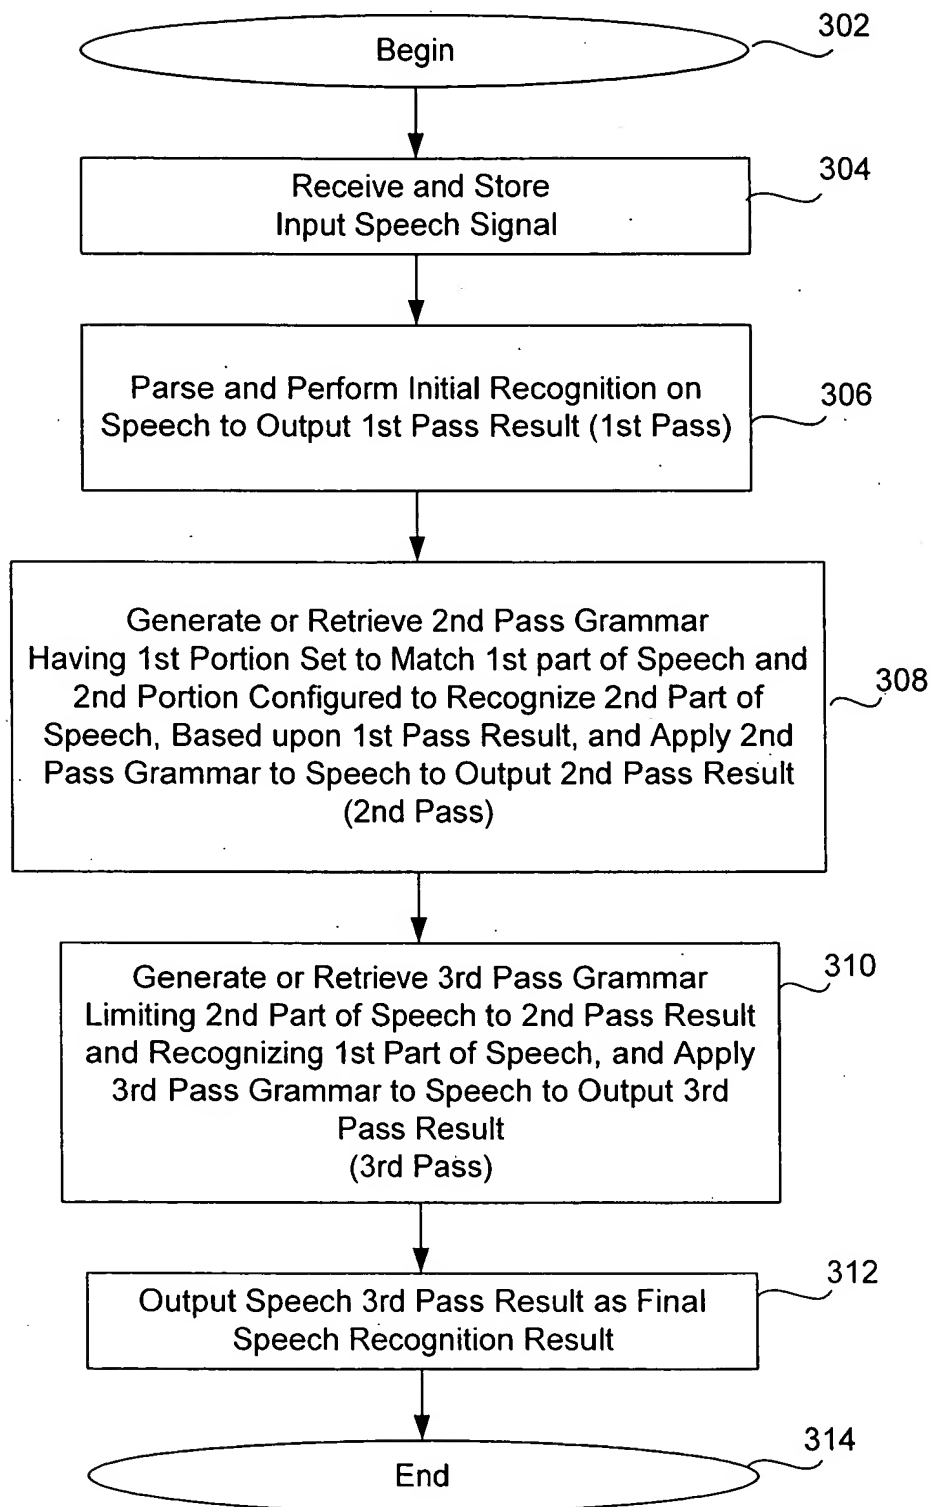 302
Begin
304
Receive and Store
Input Speech Signal
306
Parse and Perform Initial Recognition on
Speech to Output 1st Pass Result (1st Pass)
308
Generate or Retrieve 2nd Pass Grammar
Having 1st Portion Set to Match 1st part of Speech and
2nd Portion Configured to Recognize 2nd Part of
Speech, Based upon 1st Pass Result, and Apply 2nd
Pass Grammar to Speech to Output 2nd Pass Result
(2nd Pass)
310
Generate or Retrieve 3rd Pass Grammar
Limiting 2nd Part of Speech to 2nd Pass Result
and Recognizing 1st Part of Speech, and Apply
3rd Pass Grammar to Speech to Output 3rd
Pass Result
(3rd Pass)
312
Output Speech 3rd Pass Result as Final
Speech Recognition Result
314
End